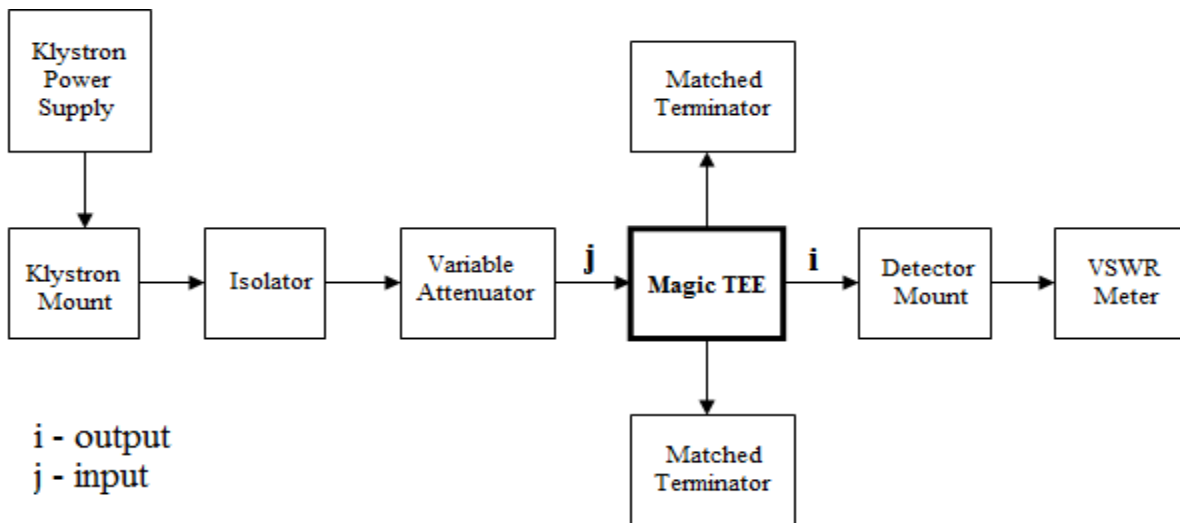 Klystron
Power
Supply
Matched
Terminator
Klystron
Mount
Isolator
Variable
Attenuator
j
Magic TEE
i
Detector
Mount
VSWR
Meter
Matched
Terminator
i - output
j - input